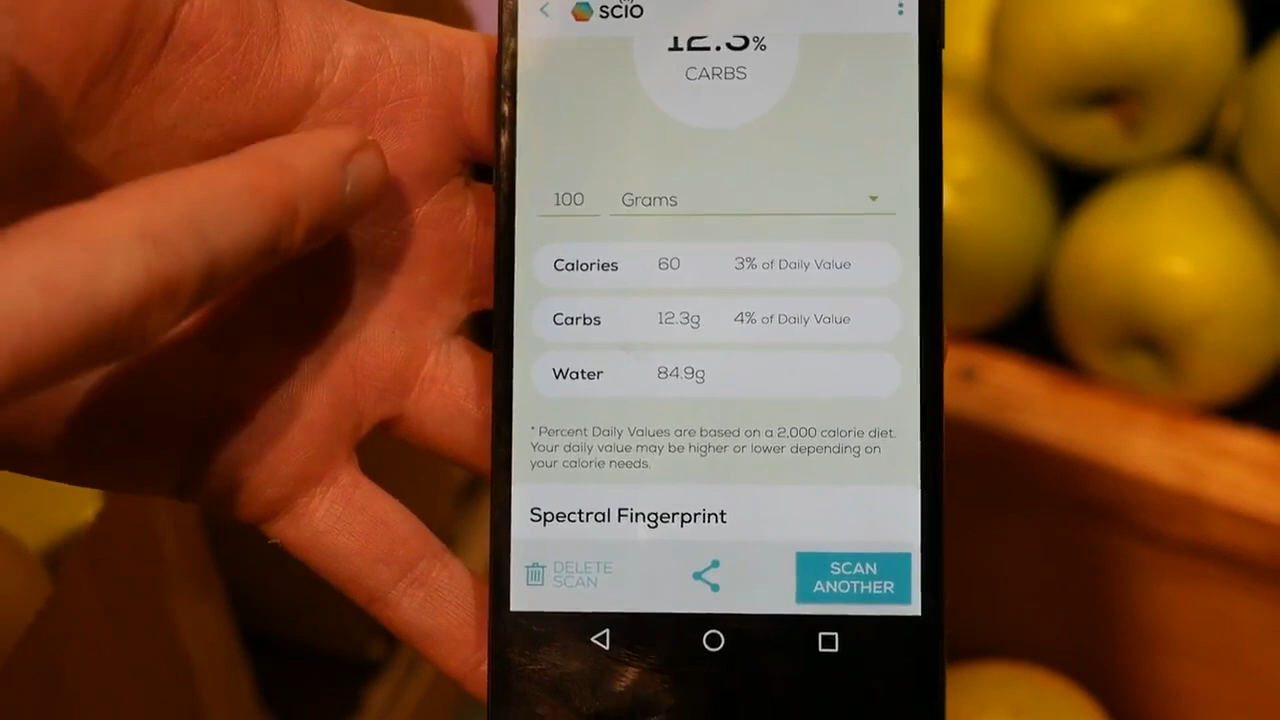 SCiO
12.3%
CARBS
100 Grams
Calories 60 3% of Daily Value
Carbs 12.3g 4% of Daily Value
Water 84.9g
* Percent Daily Values are based on a 2,000 calorie diet.
Your daily value may be higher or lower depending on
your calorie needs.
Spectral Fingerprint
DELETE
SCAN
SCAN
ANOTHER